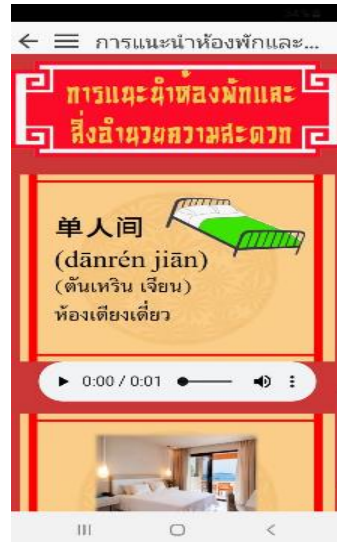 การแนะนำห้องพักและ...
การแนะนำห้องพักและ
สิ่งอำนวยความสะดวก
单人间
(dānrén jiān)
(ตันเหริน เจียน)
ห้องเตียงเดี่ยว
0:00 / 0:01